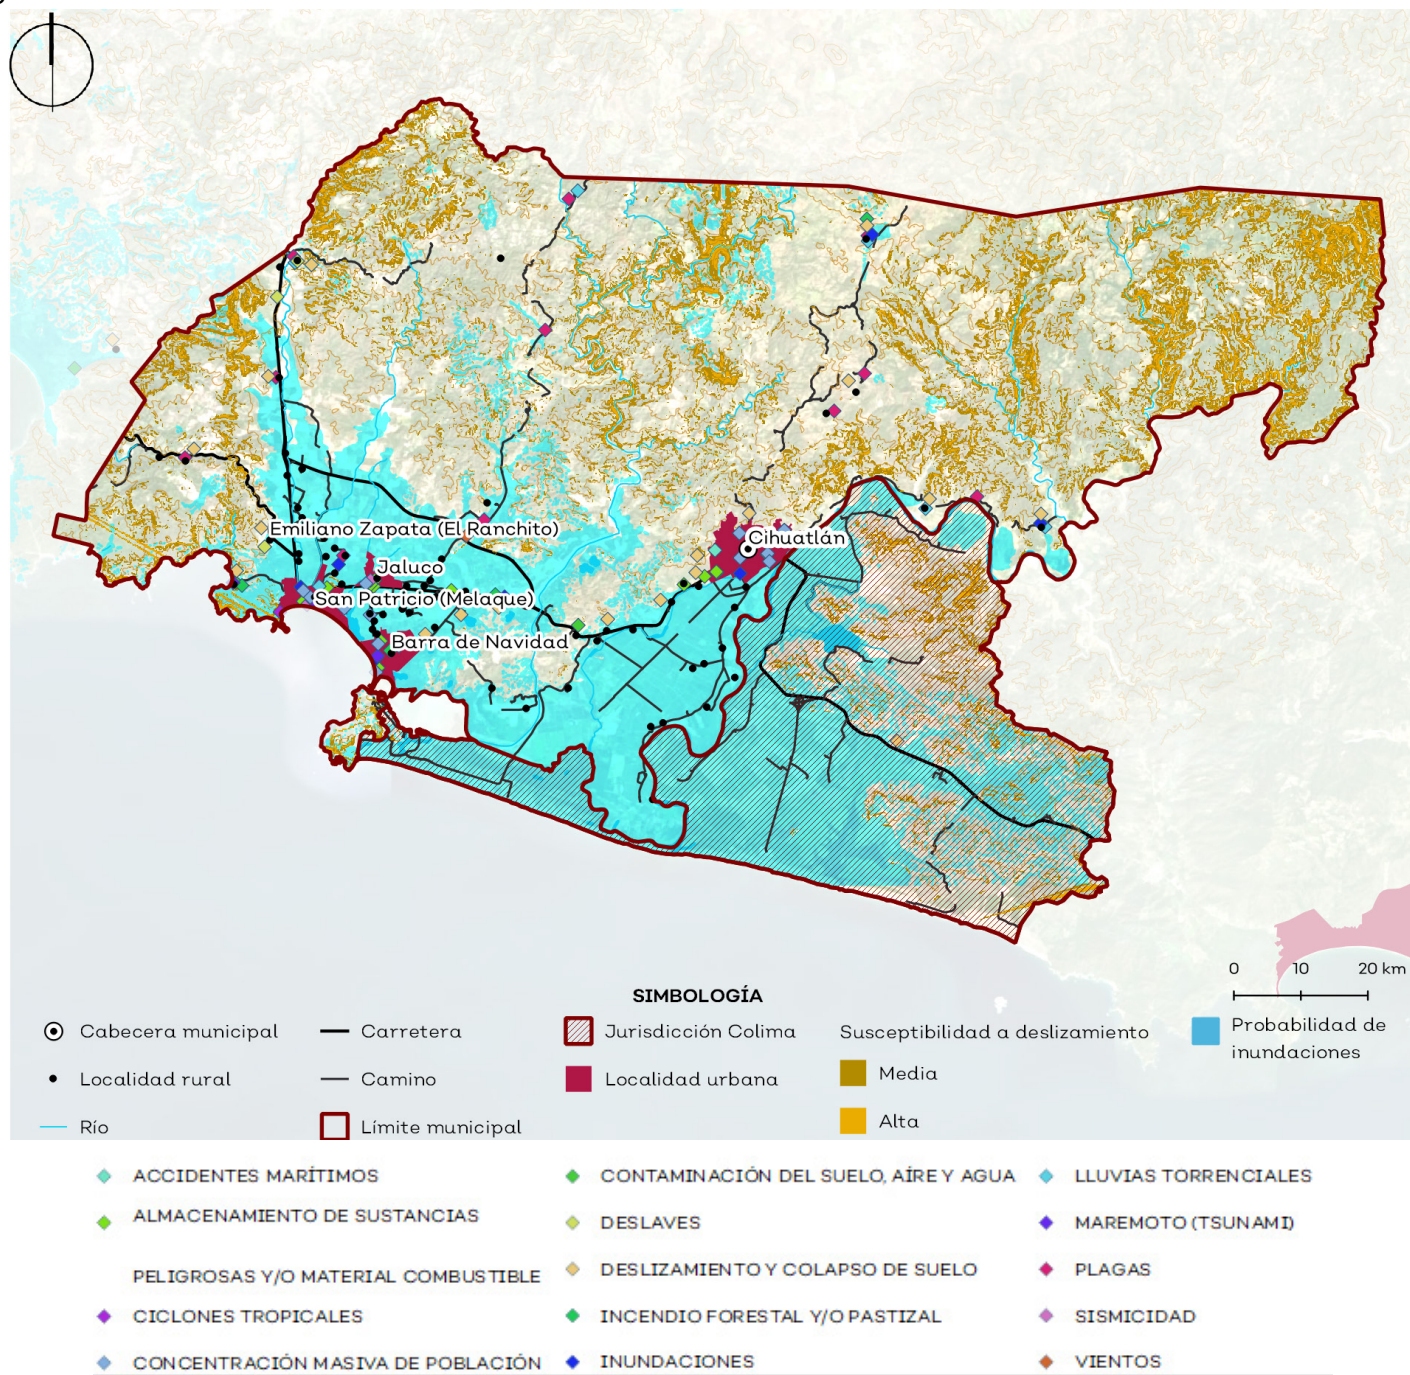 Emiliano Zapata (El Ranchito)
Cihuatlán
Jaluco
San Patricio (Melaque)
Barra de Navidad
0 10 20 km
SIMBOLOGÍA
Cabecera municipal
Localidad rural
Río
Carretera
Camino
Límite municipal
Jurisdicción Colima
Localidad urbana
Susceptibilidad a deslizamiento
Media
Alta
Probabilidad de
inundaciones
ACCIDENTES MARÍTIMOS
ALMACENAMIENTO DE SUSTANCIAS
PELIGROSAS Y/O MATERIAL COMBUSTIBLE
CICLONES TROPICALES
CONCENTRACIÓN MASIVA DE POBLACIÓN
CONTAMINACIÓN DEL SUELO, AÍRE Y AGUA
DESLAVES
DESLIZAMIENTO Y COLAPSO DE SUELO
INCENDIO FORESTAL Y/O PASTIZAL
INUNDACIONES
LLUVIAS TORRENCIALES
MAREMOTO (TSUNAMI)
PLAGAS
SISMICIDAD
VIENTOS